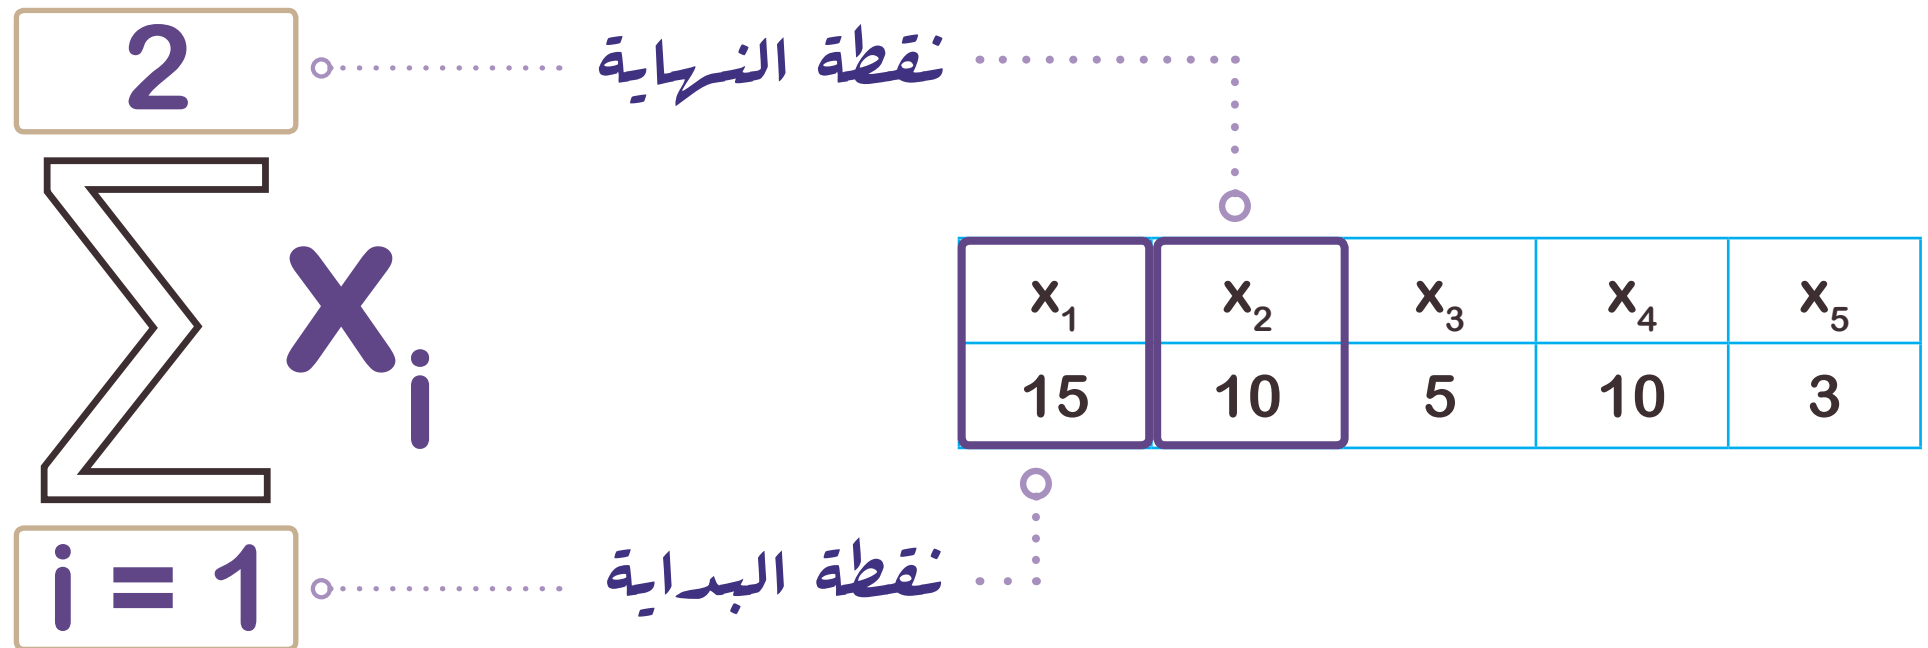 2
نقطة النهاية
∑ xᵢ
x₁ x₂ x₃ x₄ x₅
15 10 5 10 3
i = 1
نقطة البداية